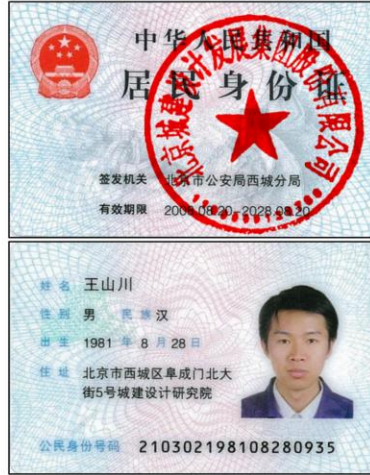 中华人民共和国
居民身份证
北京城建设计发展集团股份有限公司
签发机关 北京市公安局西城分局
有效期限 2008.08.20-2028.08.20
姓名 王山川
性别 男 民族 汉
出生 1981 年 8 月 28 日
住址 北京市西城区阜成门北大
街5号城建设计研究院
公民身份号码 210302198108280935